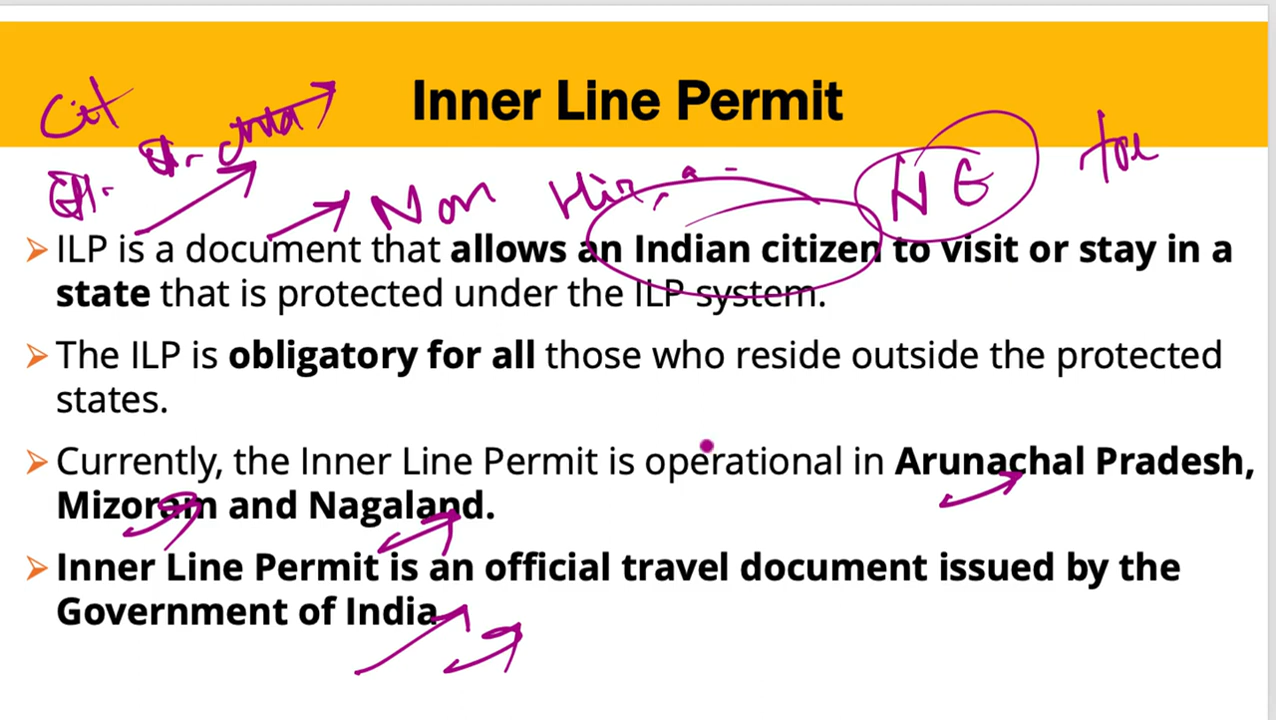 Inner Line Permit
Cit
Non
NE
➢ ILP is a document that allows an Indian citizen to visit or stay in a
state that is protected under the ILP system.
➢ The ILP is obligatory for all those who reside outside the protected
states.
➢ Currently, the Inner Line Permit is operational in Arunachal Pradesh,
Mizoram and Nagaland.
➢ Inner Line Permit is an official travel document issued by the
Government of India